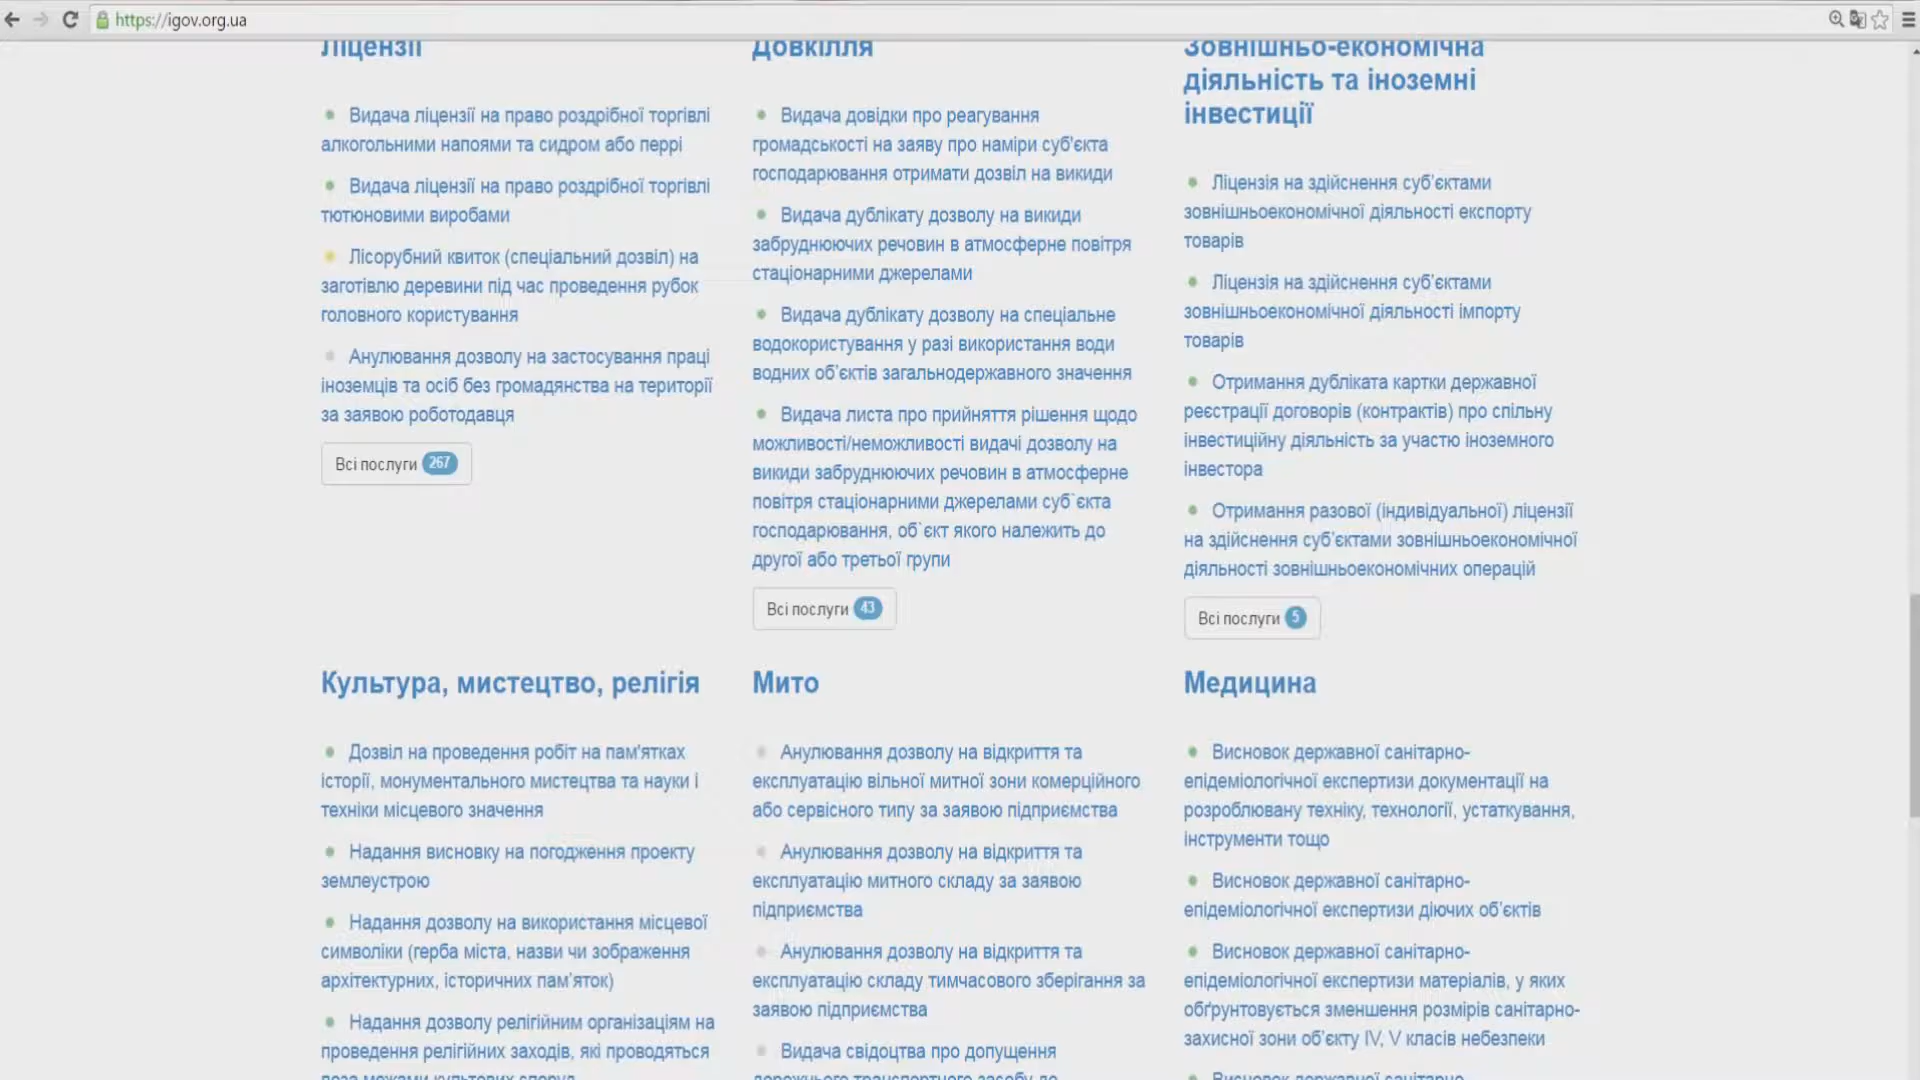 https://igov.org.ua
Ліцензії
Видача ліцензії на право роздрібної торгівлі
алкогольними напоями та сидром або перрі
Видача ліцензії на право роздрібної торгівлі
тютюновими виробами
Лісорубний квиток (спеціальний дозвіл) на
заготівлю деревини під час проведення рубок
головного користування
Анулювання дозволу на застосування праці
іноземців та осіб без громадянства на території
за заявою роботодавця
Всі послуги 267
Довкілля
Видача довідки про реагування
громадськості на заяву про наміри суб'єкта
господарювання отримати дозвіл на викиди
Видача дублікату дозволу на викиди
забруднюючих речовин в атмосферне повітря
стаціонарними джерелами
Видача дублікату дозволу на спеціальне
водокористування у разі використання води
водних об’єктів загальнодержавного значення
Видача листа про прийняття рішення щодо
можливості/неможливості видачі дозволу на
викиди забруднюючих речовин в атмосферне
повітря стаціонарними джерелами суб`єкта
господарювання, об`єкт якого належить до
другої або третьої групи
Всі послуги 43
Зовнішньо-економічна
діяльність та іноземні
інвестиції
Ліцензія на здійснення суб’єктами
зовнішньоекономічної діяльності експорту
товарів
Ліцензія на здійснення суб’єктами
зовнішньоекономічної діяльності імпорту
товарів
Отримання дубліката картки державної
реєстрації договорів (контрактів) про спільну
інвестиційну діяльність за участю іноземного
інвестора
Отримання разової (індивідуальної) ліцензії
на здійснення суб’єктами зовнішньоекономічної
діяльності зовнішньоекономічних операцій
Всі послуги 5
Культура, мистецтво, релігія
Дозвіл на проведення робіт на пам'ятках
історії, монументального мистецтва та науки і
техніки місцевого значення
Надання висновку на погодження проекту
землеустрою
Надання дозволу на використання місцевої
символіки (герба міста, назви чи зображення
архітектурних, історичних пам’яток)
Надання дозволу релігійним організаціям на
проведення релігійних заходів, які проводяться
поза межами культових споруд
Мито
Анулювання дозволу на відкриття та
експлуатацію вільної митної зони комерційного
або сервісного типу за заявою підприємства
Анулювання дозволу на відкриття та
експлуатацію митного складу за заявою
підприємства
Анулювання дозволу на відкриття та
експлуатацію складу тимчасового зберігання за
заявою підприємства
Видача свідоцтва про допущення
дорожнього транспортного засобу до
Медицина
Висновок державної санітарно-
епідеміологічної експертизи документації на
розроблювану техніку, технології, устаткування,
інструменти тощо
Висновок державної санітарно-
епідеміологічної експертизи діючих об’єктів
Висновок державної санітарно-
епідеміологічної експертизи матеріалів, у яких
обґрунтовується зменшення розмірів санітарно-
захисної зони об’єкту IV, V класів небезпеки
Висновок державної санітарно-